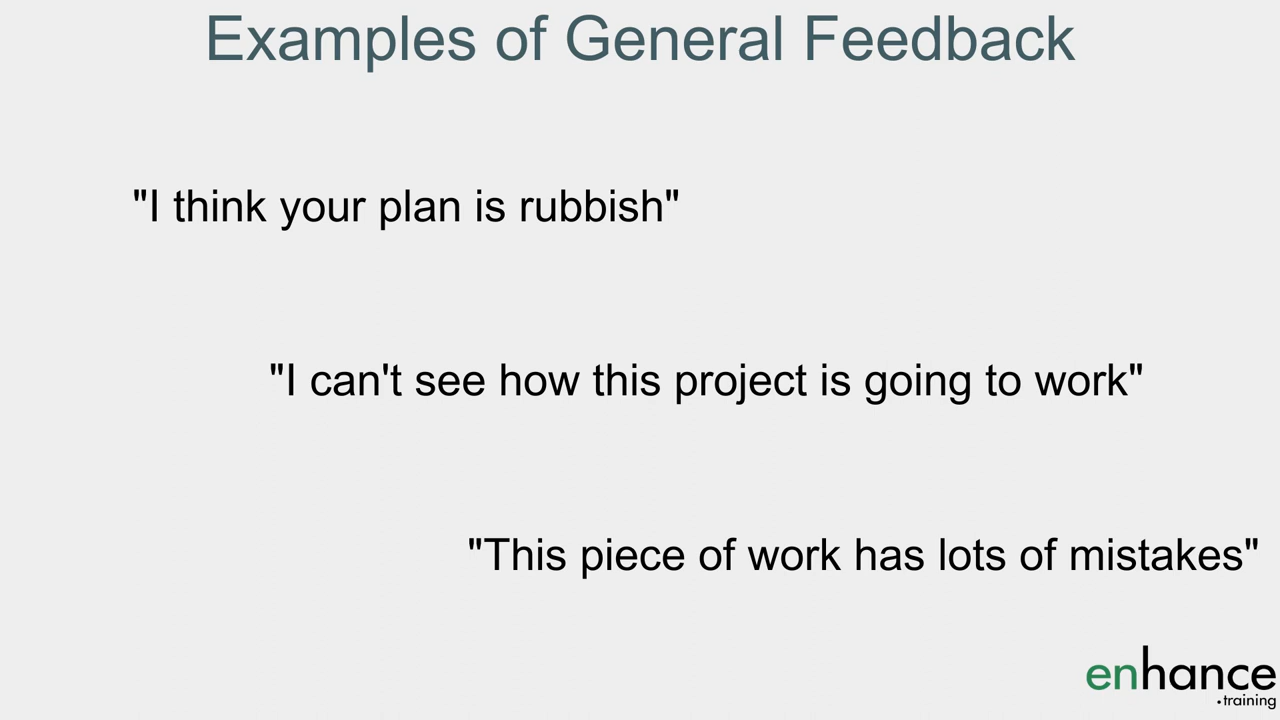 Examples of General Feedback
"I think your plan is rubbish"
"I can't see how this project is going to work"
"This piece of work has lots of mistakes"
enhance
.training